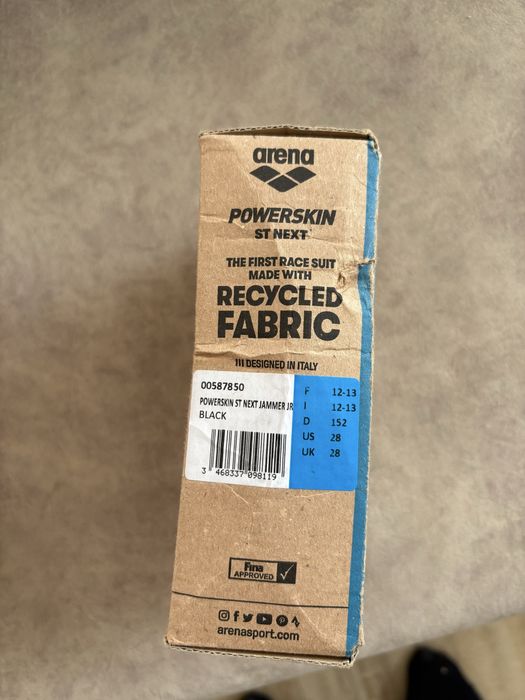 arena
POWERSKIN
ST NEXT
THE FIRST RACE SUIT
MADE WITH
RECYCLED
FABRIC
DESIGNED IN ITALY
00587850
POWERSKIN ST NEXT JAMMER JR
BLACK
3 468337 098119
F 12-13
I 12-13
D 152
US 28
UK 28
Fina
APPROVED
arenasport.com